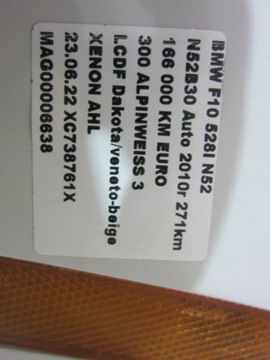 BMW F10 528I N52
N52B30 Auto 2010r 271km
166 000 KM EURO
300 ALPINWEISS 3
LCDF Dakota/veneto-beige
XENON AHL
23.06.22 XC738761X
MAG00006638